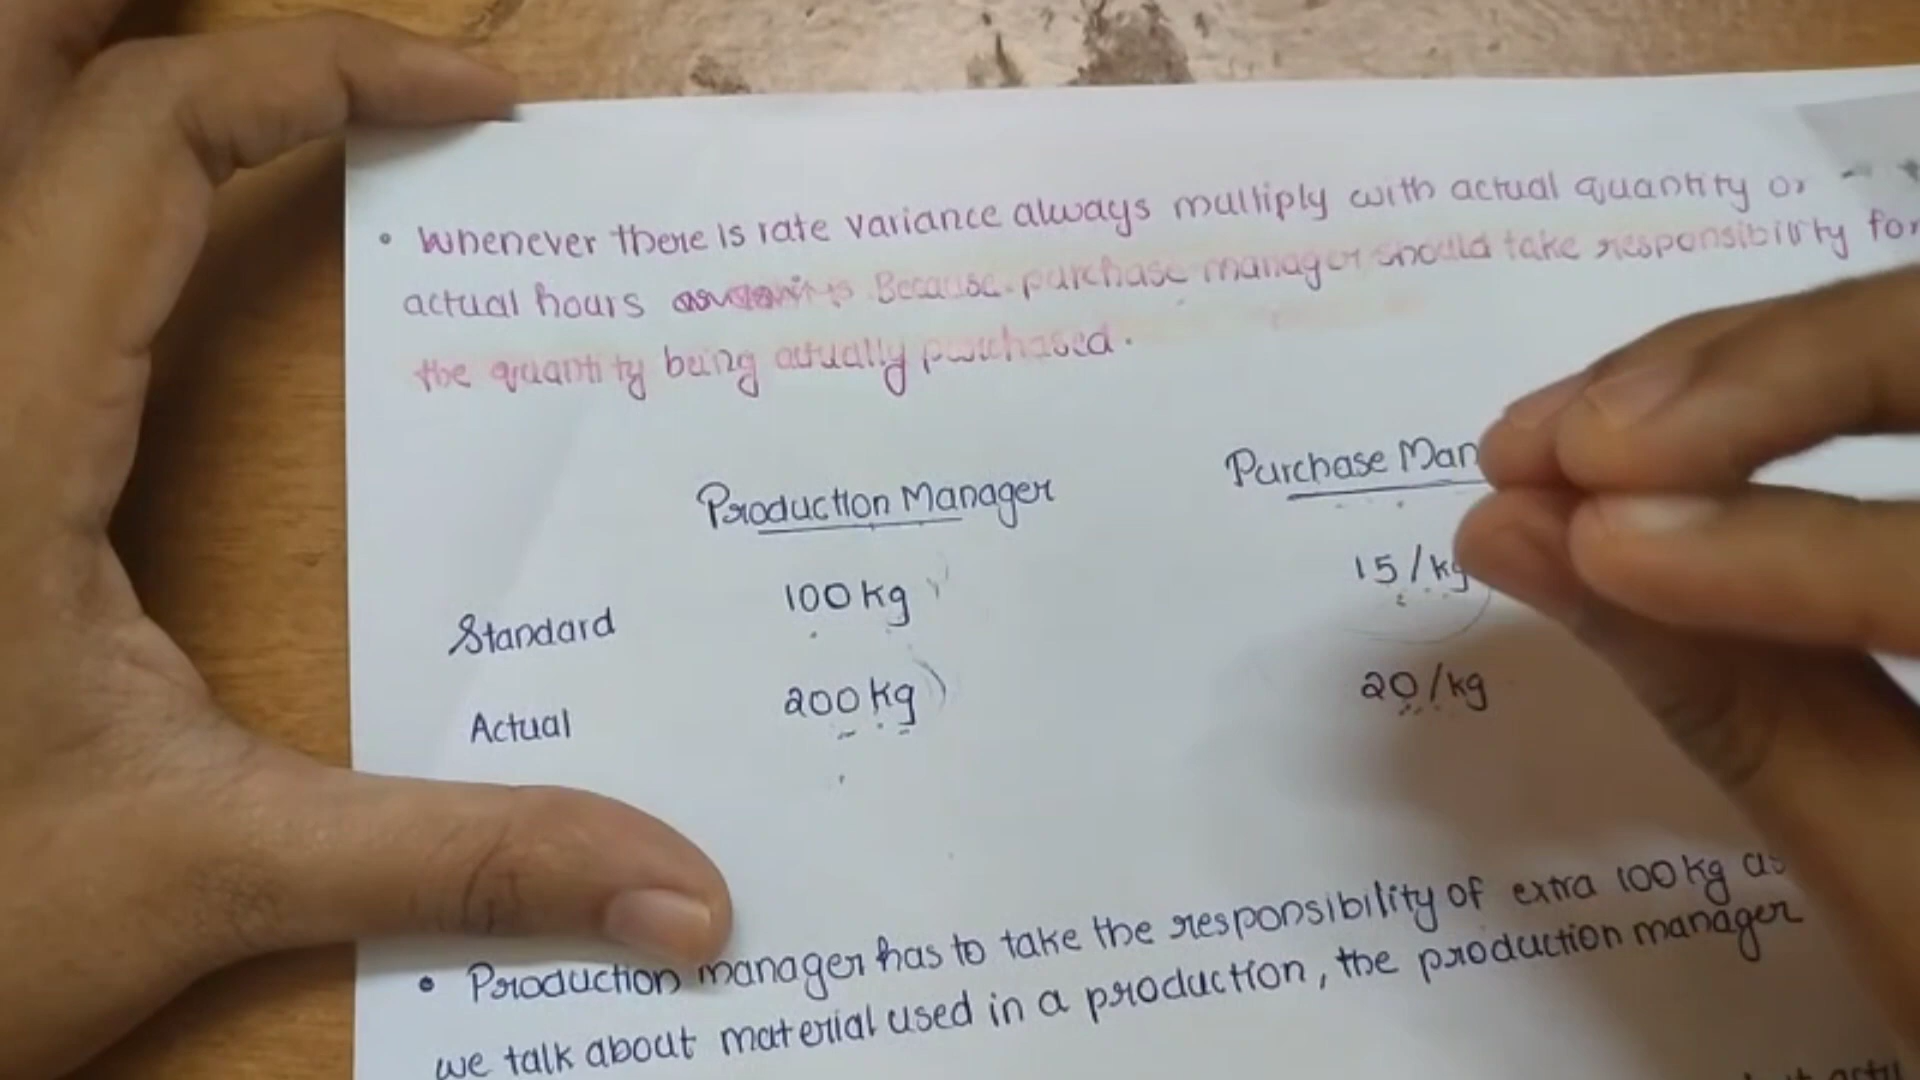 • Whenever there is rate variance always multiply with actual quantity or
actual hours Because purchase manager should take responsibility for
the quantity being actually purchased.
Production Manager Purchase Man
Standard 100 kg 15/kg
Actual 200 kg 20/kg
• Production manager has to take the responsibility of extra 100 kg as
we talk about material used in a production, the production manager